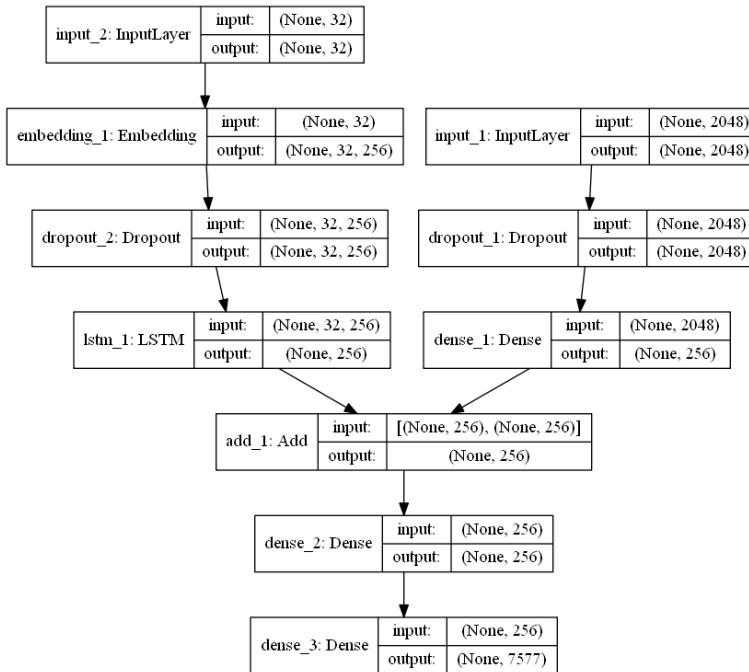 input_2: InputLayer
input: (None, 32)
output: (None, 32)
embedding_1: Embedding
input: (None, 32)
output: (None, 32, 256)
input_1: InputLayer
input: (None, 2048)
output: (None, 2048)
dropout_2: Dropout
input: (None, 32, 256)
output: (None, 32, 256)
dropout_1: Dropout
input: (None, 2048)
output: (None, 2048)
lstm_1: LSTM
input: (None, 32, 256)
output: (None, 256)
dense_1: Dense
input: (None, 2048)
output: (None, 256)
add_1: Add
input: [(None, 256), (None, 256)]
output: (None, 256)
dense_2: Dense
input: (None, 256)
output: (None, 256)
dense_3: Dense
input: (None, 256)
output: (None, 7577)